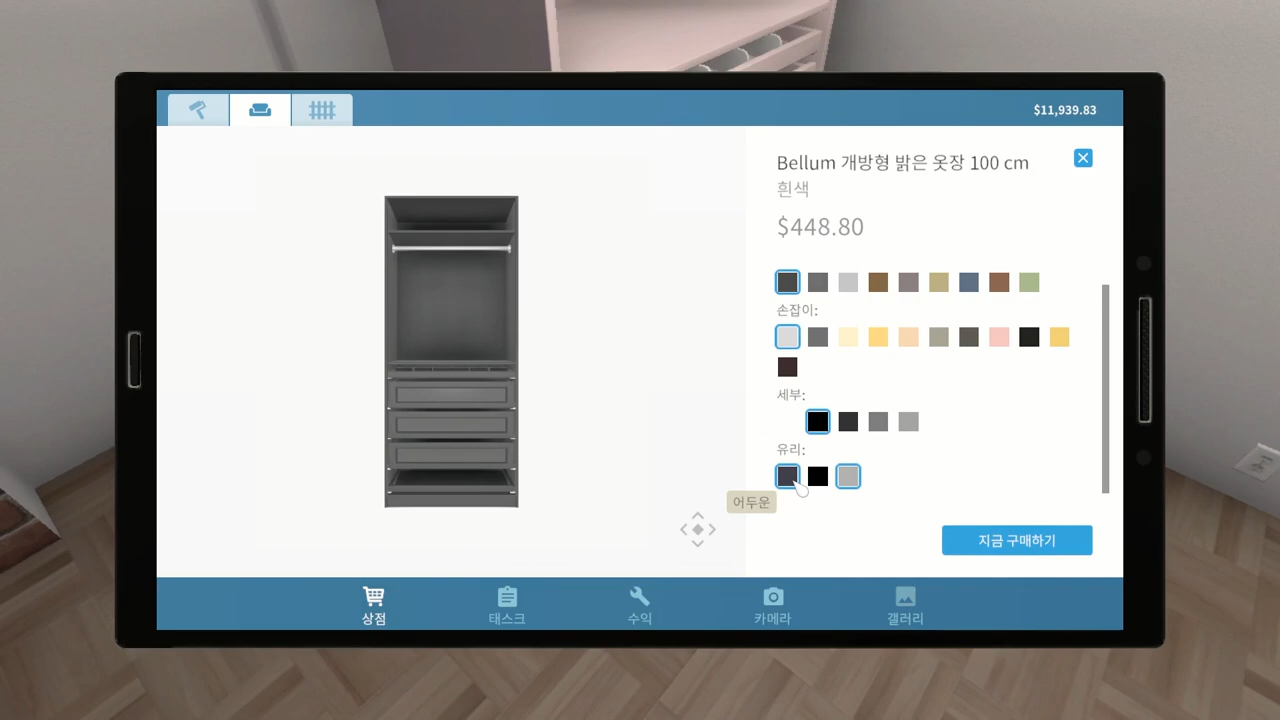 $11,939.83
Bellum 개방형 밝은 옷장 100 cm
흰색
$448.80
손잡이:
세부:
유리:
어두운
지금 구매하기
상점
태스크
수익
카메라
갤러리